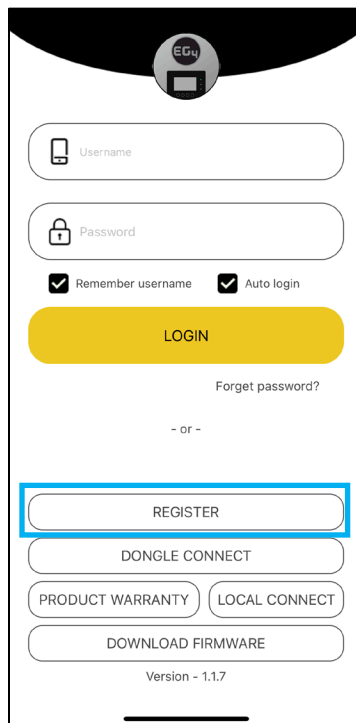 EG4
Username
Password
Remember username Auto login
LOGIN
Forget password?
- or -
REGISTER
DONGLE CONNECT
PRODUCT WARRANTY LOCAL CONNECT
DOWNLOAD FIRMWARE
Version - 1.1.7